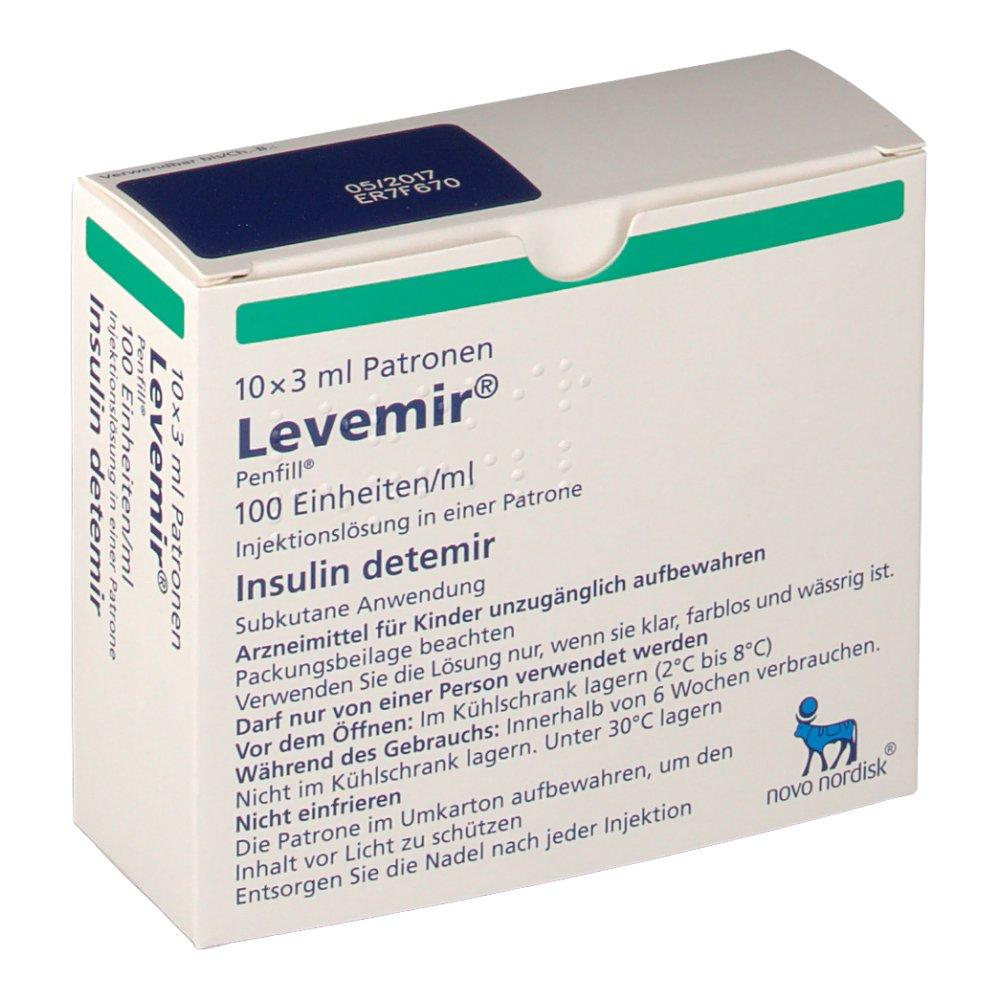 Verwendbar bis/Ch.-B.:
05/2017
ER7F670
10 x 3 ml Patronen
Levemir®
Penfill®
100 Einheiten/ml
Injektionslösung in einer Patrone
Insulin detemir
10 x 3 ml Patronen
Levemir®
Penfill®
100 Einheiten/ml
Injektionslösung in einer Patrone
Insulin detemir
Subkutane Anwendung
Arzneimittel für Kinder unzugänglich aufbewahren
Packungsbeilage beachten
Verwenden Sie die Lösung nur, wenn sie klar, farblos und wässrig ist.
Darf nur von einer Person verwendet werden
Vor dem Öffnen: Im Kühlschrank lagern (2°C bis 8°C)
Während des Gebrauchs: Innerhalb von 6 Wochen verbrauchen.
Nicht im Kühlschrank lagern. Unter 30°C lagern
Nicht einfrieren
Die Patrone im Umkarton aufbewahren, um den
Inhalt vor Licht zu schützen
Entsorgen Sie die Nadel nach jeder Injektion
novo nordisk®